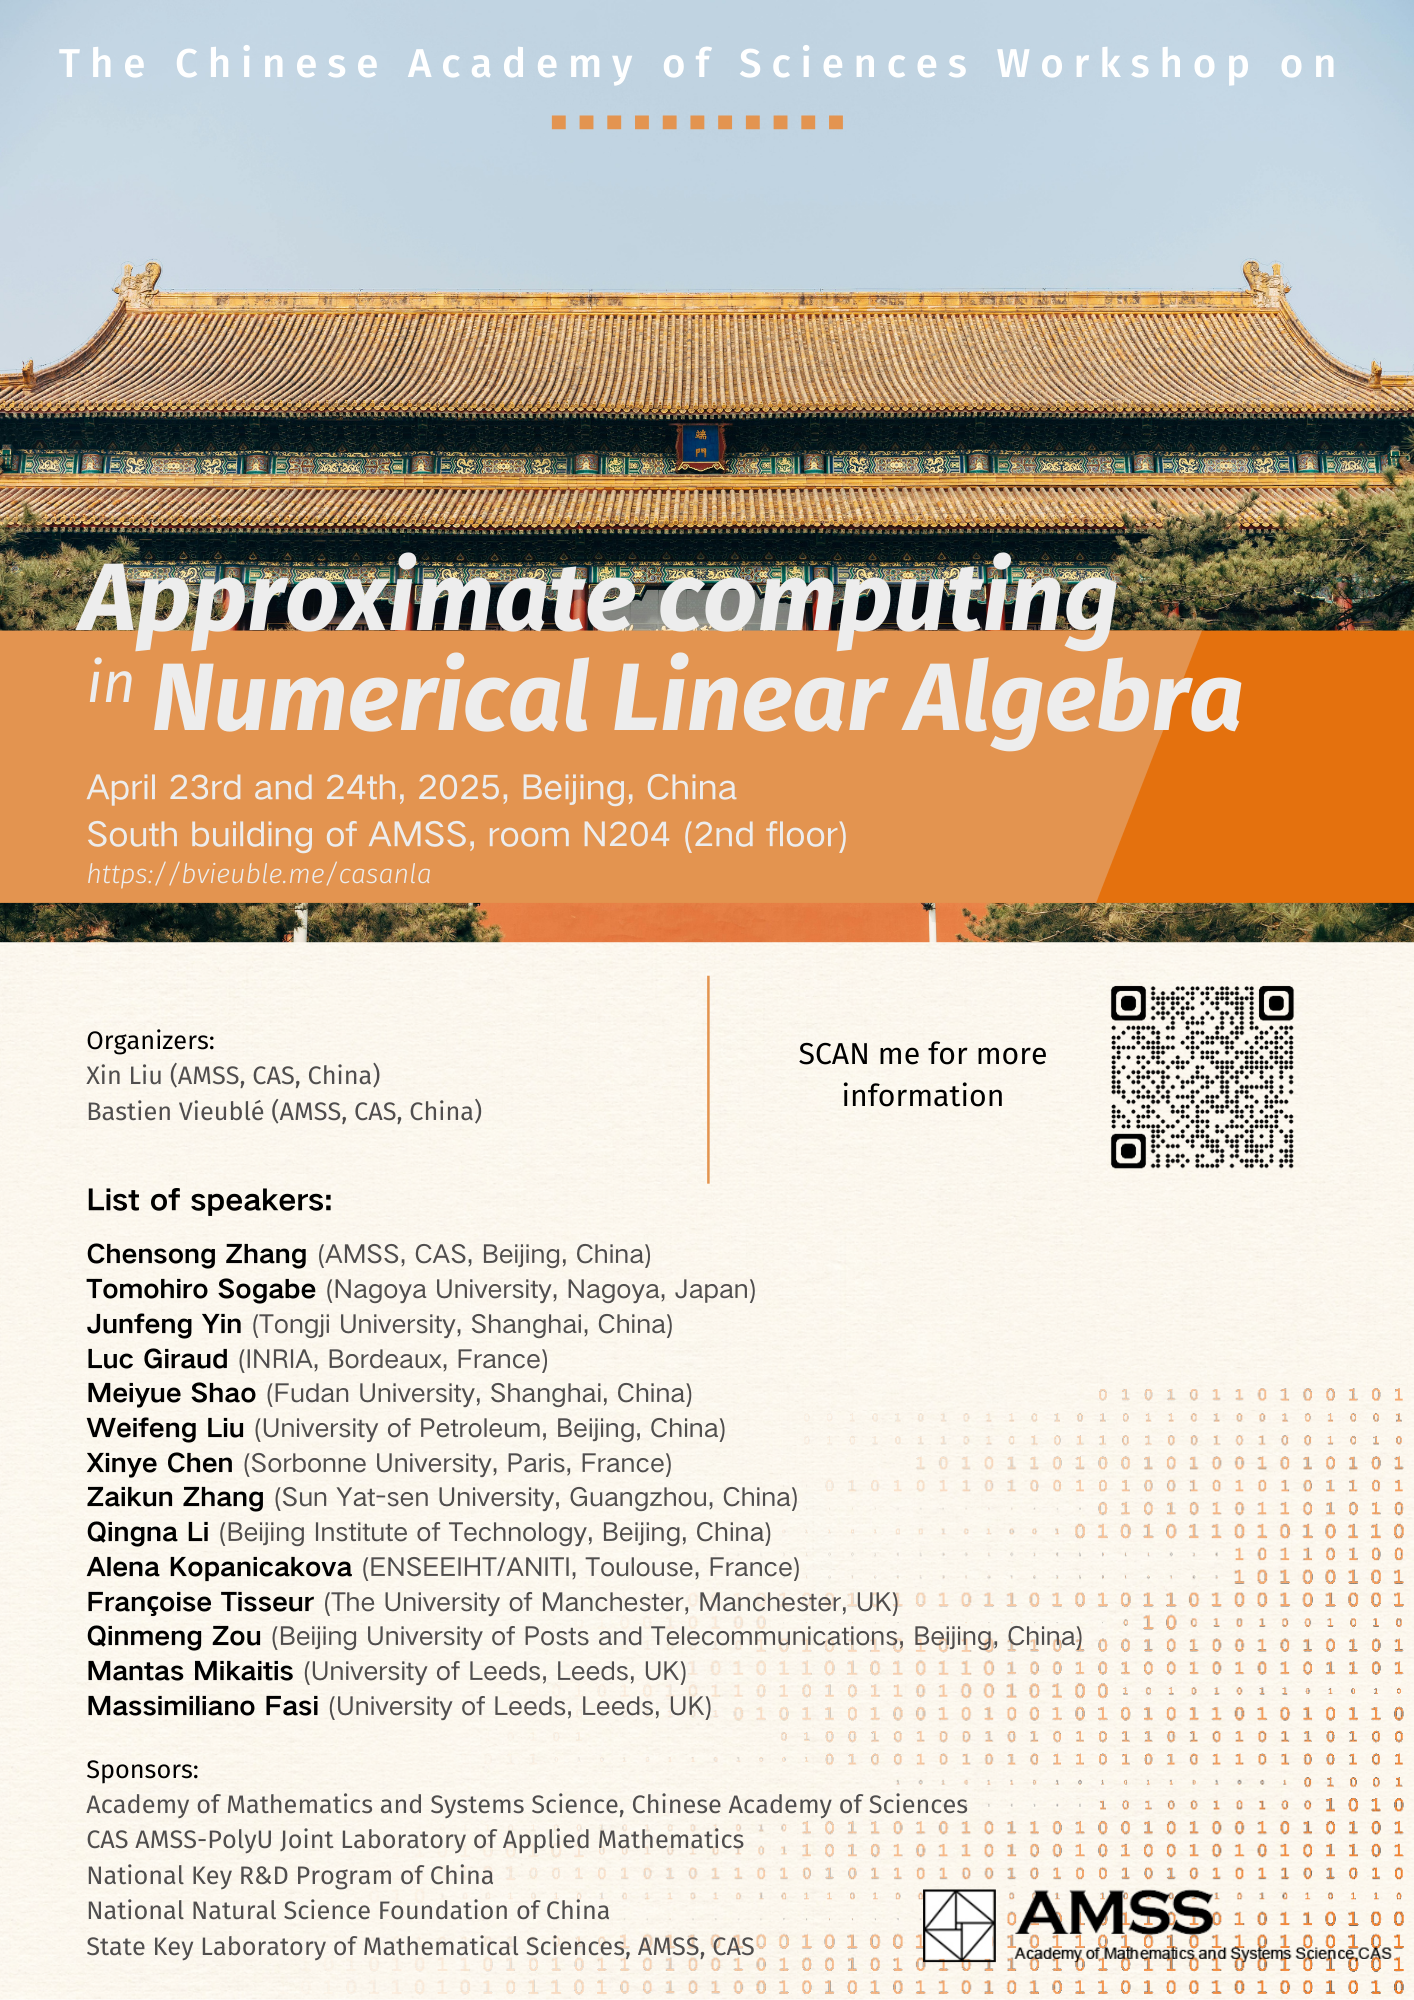 The Chinese Academy of Sciences Workshop on
端
門
Approximate computing
in Numerical Linear Algebra
April 23rd and 24th, 2025, Beijing, China
South building of AMSS, room N204 (2nd floor)
https://bvieuble.me/casanla
Organizers:
Xin Liu (AMSS, CAS, China)
Bastien Vieublé (AMSS, CAS, China)
SCAN me for more
information
List of speakers:
Chensong Zhang (AMSS, CAS, Beijing, China)
Tomohiro Sogabe (Nagoya University, Nagoya, Japan)
Junfeng Yin (Tongji University, Shanghai, China)
Luc Giraud (INRIA, Bordeaux, France)
Meiyue Shao (Fudan University, Shanghai, China)
Weifeng Liu (University of Petroleum, Beijing, China)
Xinye Chen (Sorbonne University, Paris, France)
Zaikun Zhang (Sun Yat-sen University, Guangzhou, China)
Qingna Li (Beijing Institute of Technology, Beijing, China)
Alena Kopanicakova (ENSEEIHT/ANITI, Toulouse, France)
Françoise Tisseur (The University of Manchester, Manchester, UK)
Qinmeng Zou (Beijing University of Posts and Telecommunications, Beijing, China)
Mantas Mikaitis (University of Leeds, Leeds, UK)
Massimiliano Fasi (University of Leeds, Leeds, UK)
Sponsors:
Academy of Mathematics and Systems Science, Chinese Academy of Sciences
CAS AMSS-PolyU Joint Laboratory of Applied Mathematics
National Key R&D Program of China
National Natural Science Foundation of China
State Key Laboratory of Mathematical Sciences, AMSS, CAS
AMSS
Academy of Mathematics and Systems Science,CAS